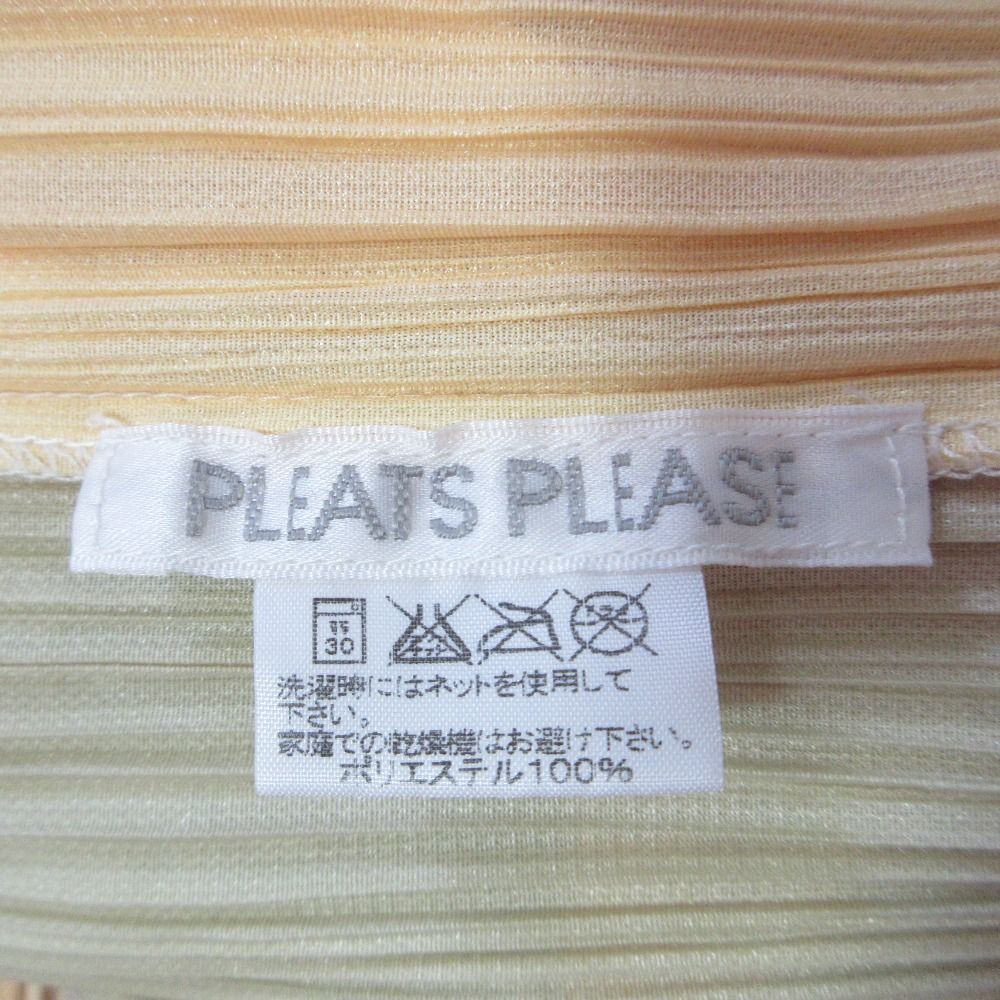 PLEATS PLEASE
30
洗濯時にはネットを使用して
下さい。
家庭での乾燥機はお避け下さい。
ポリエステル100%